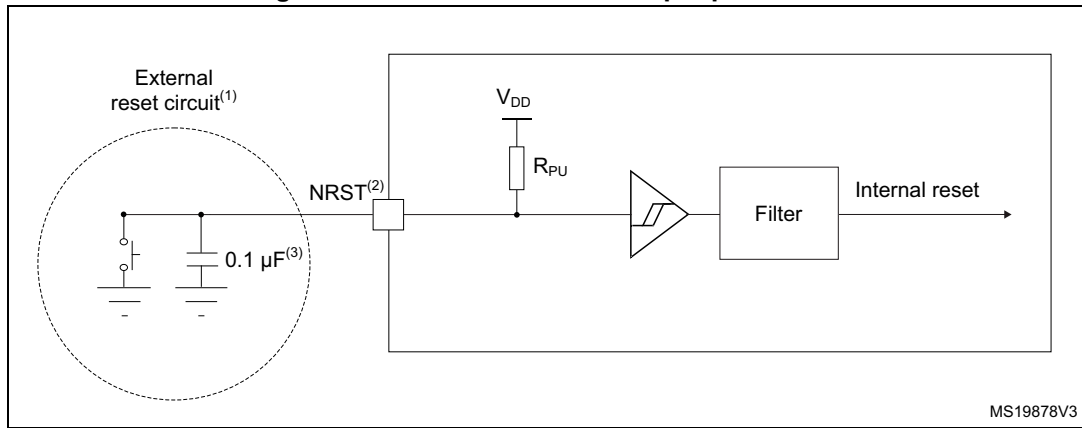 External
reset circuit(1)
VDD
RPU
NRST(2)
0.1 μF(3)
Filter
Internal reset
MS19878V3